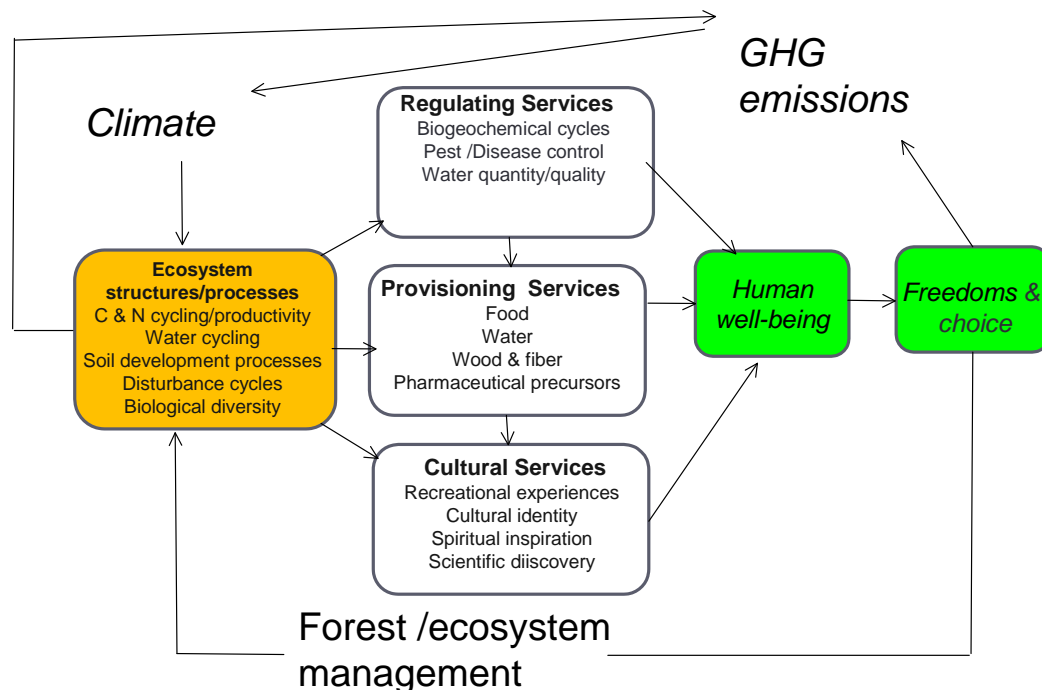 GHG
emissions
Climate
Regulating Services
Biogeochemical cycles
Pest /Disease control
Water quantity/quality
Ecosystem
structures/processes
C & N cycling/productivity
Water cycling
Soil development processes
Disturbance cycles
Biological diversity
Provisioning  Services
Food
Water
Wood & fiber
Pharmaceutical precursors
Human
well-being
Freedoms &
choice
Cultural Services
Recreational experiences
Cultural identity
Spiritual inspiration
Scientific diiscovery
Forest /ecosystem
management